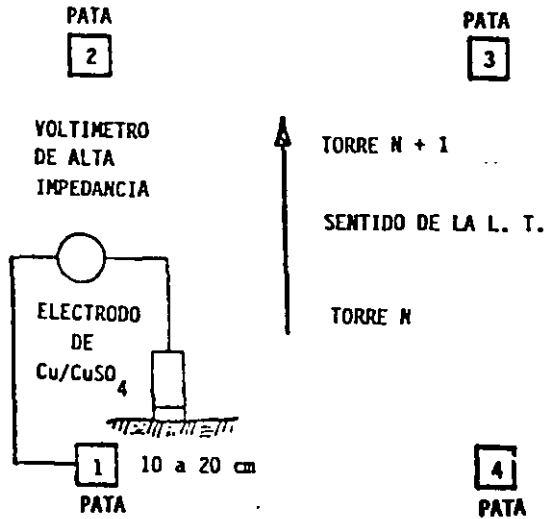 PATA
2
PATA
3
VOLTIMETRO
DE ALTA
IMPEDANCIA
TORRE N + 1
SENTIDO DE LA L. T.
TORRE N
ELECTRODO
DE
Cu/CuSO4
1
10 a 20 cm
PATA
4
PATA